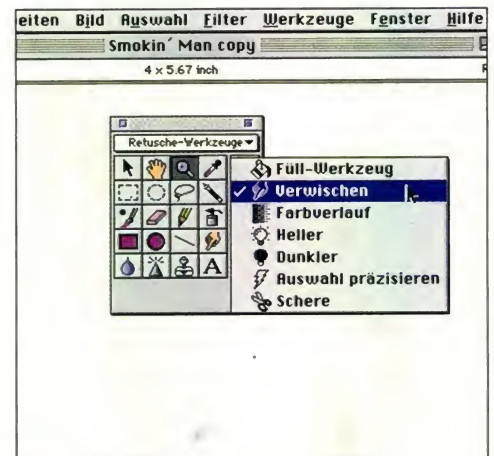 eiten Bild Auswahl Filter Werkzeuge Fenster Hilfe
Smokin´ Man copy
4 x 5.67 inch
Retusche-Werkzeuge
A
Füll-Werkzeug
Verwischen
Farbverlauf
Heller
Dunkler
Auswahl präzisieren
Schere